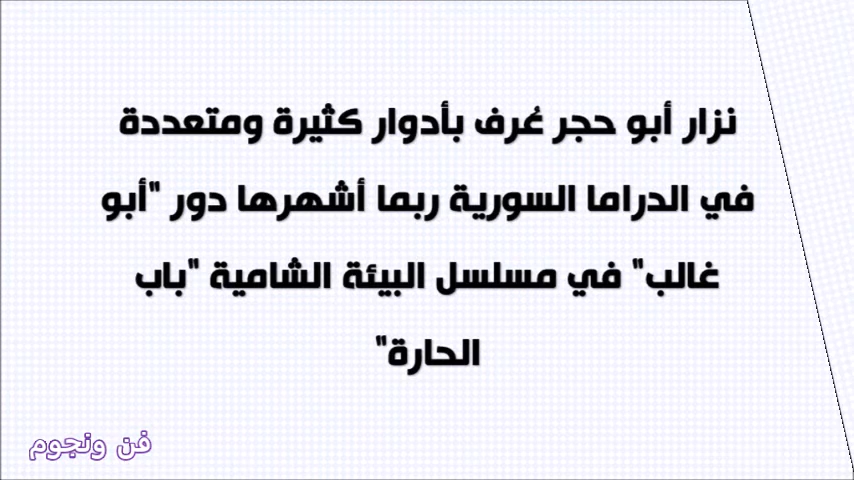 نزار أبو حجر عُرف بأدوار كثيرة ومتعددة
في الدراما السورية ربما أشهرها دور "أبو
غالب" في مسلسل البيئة الشامية "باب
الحارة"
فن ونجوم